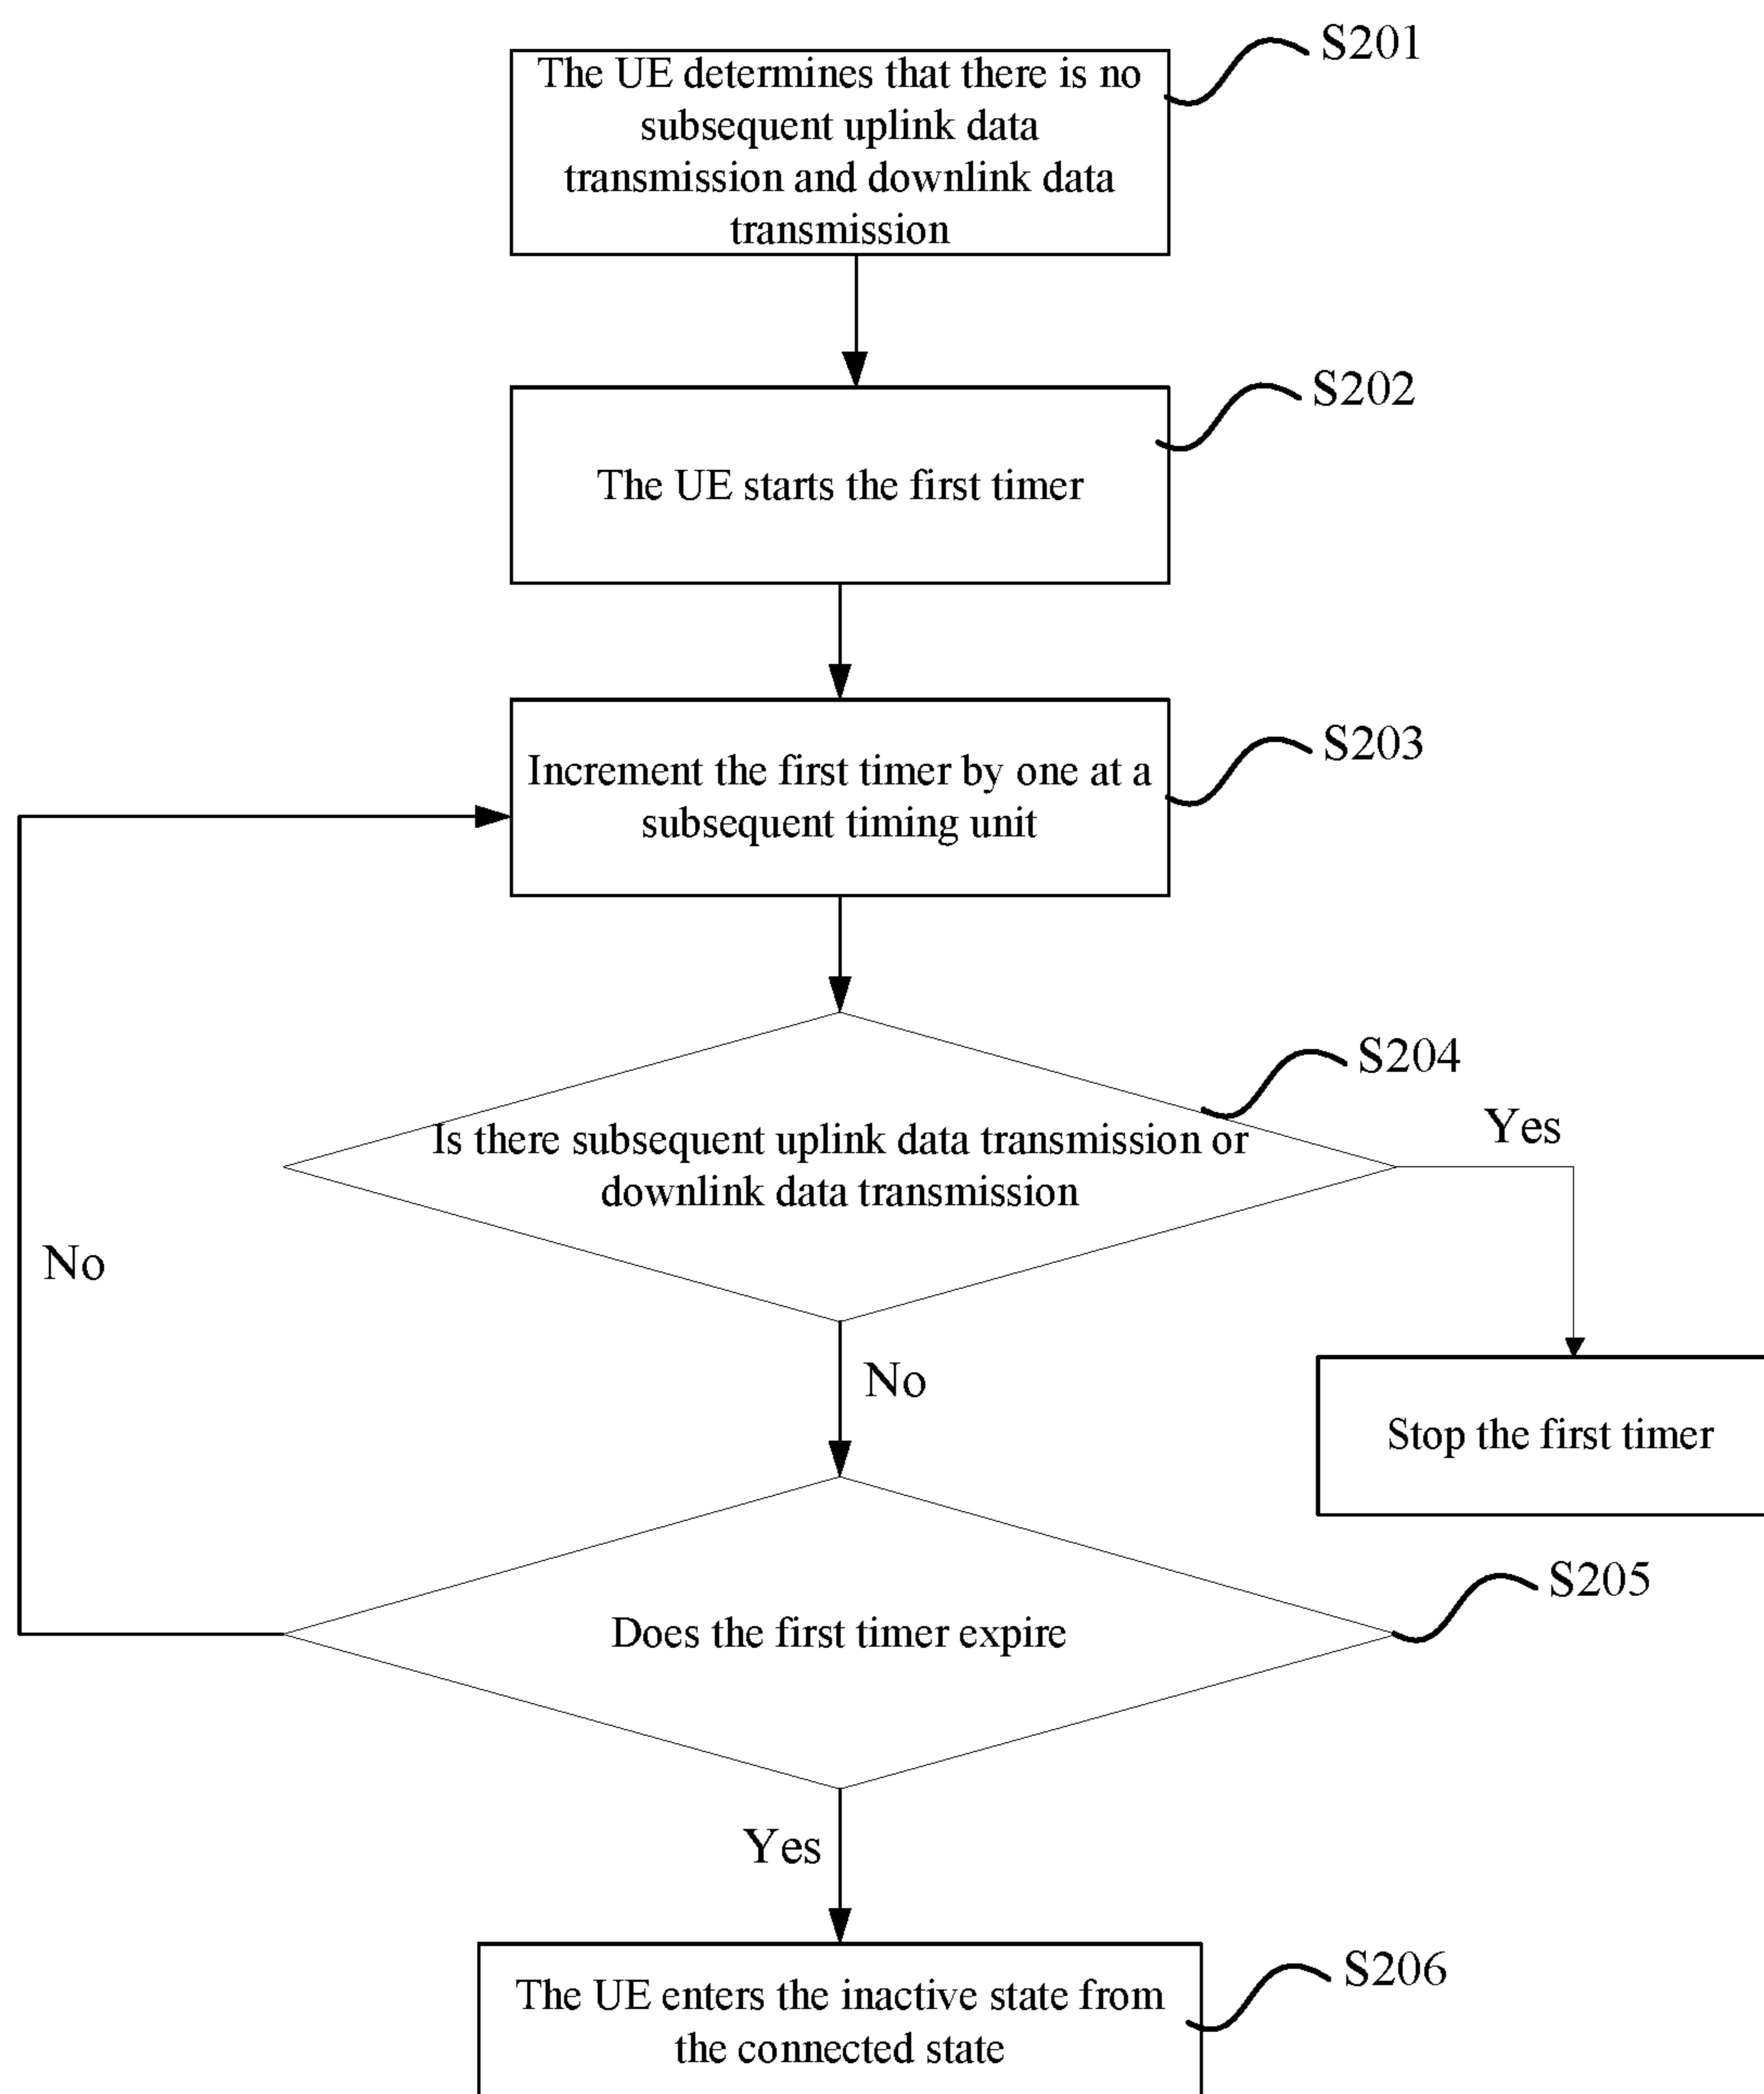 S201
The UE determines that there is no
subsequent uplink data
transmission and downlink data
transmission
S202
The UE starts the first timer
S203
Increment the first timer by one at a
subsequent timing unit
S204
Yes
Is there subsequent uplink data transmission or
downlink data transmission
No
No
Stop the first timer
S205
Does the first timer expire
Yes
S206
The UE enters the inactive state from
the connected state